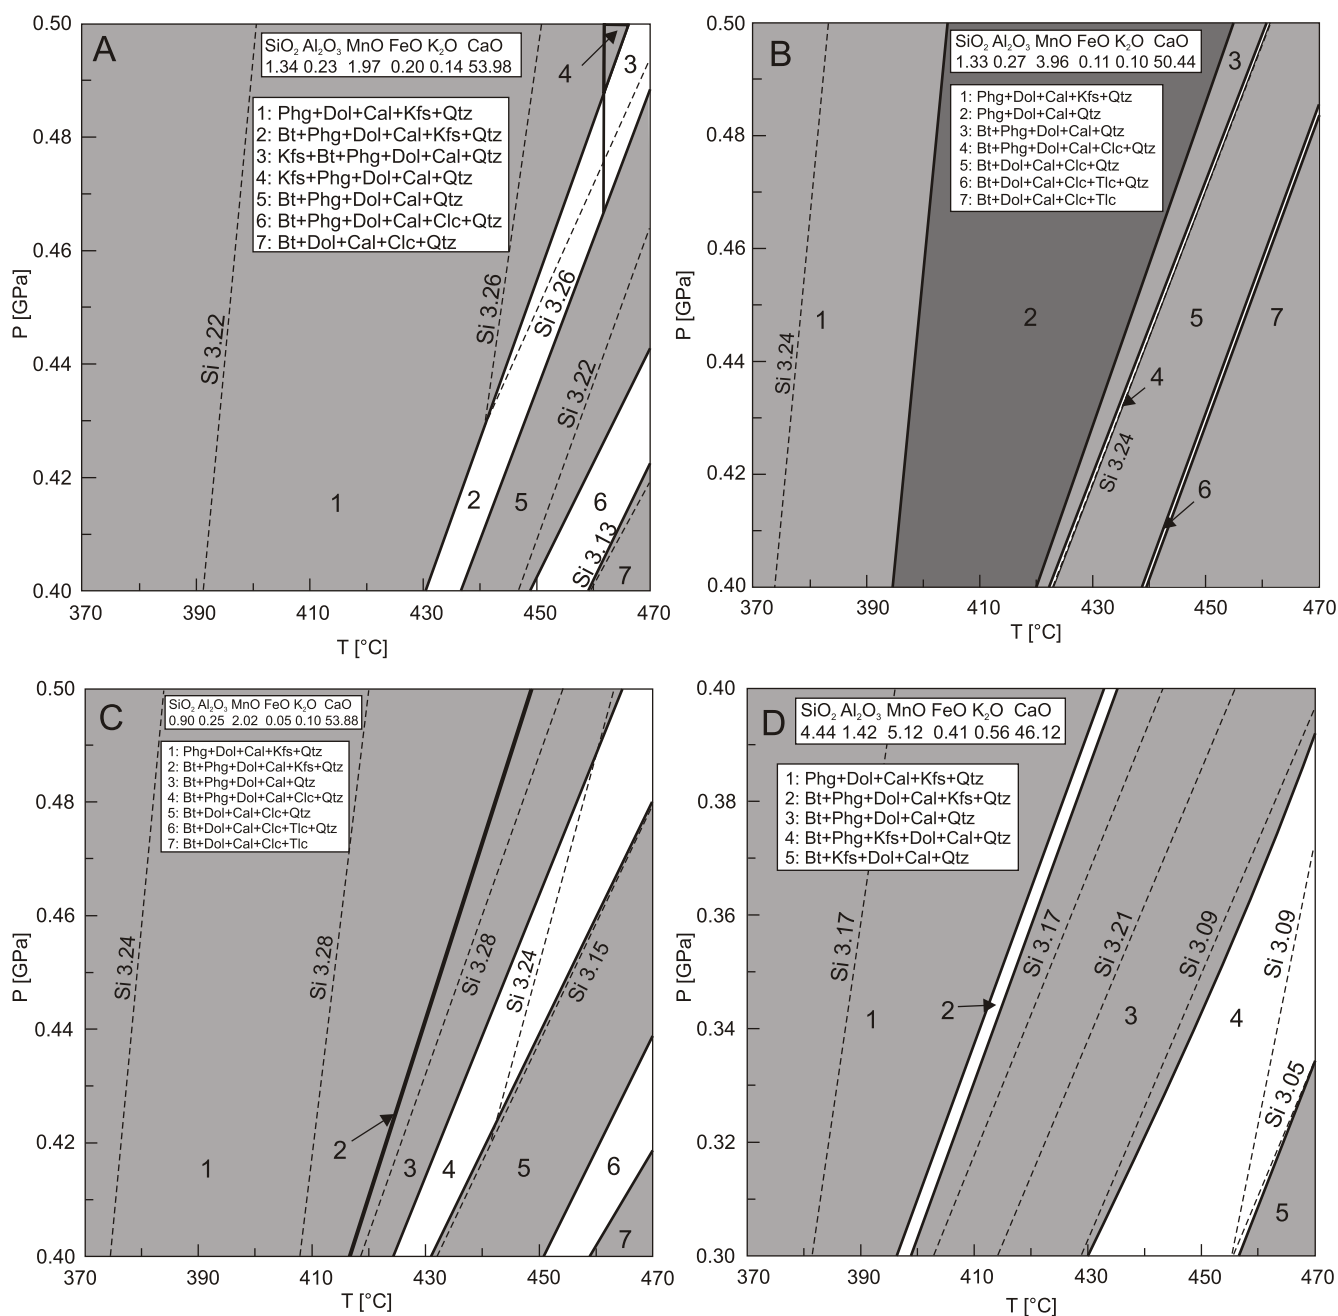 A
SiO2 Al2O3 MnO FeO K2O CaO
1.34 0.23 1.97 0.20 0.14 53.98
1: Phg+Dol+Cal+Kfs+Qtz
2: Bt+Phg+Dol+Cal+Kfs+Qtz
3: Kfs+Bt+Phg+Dol+Cal+Qtz
4: Kfs+Phg+Dol+Cal+Qtz
5: Bt+Phg+Dol+Cal+Qtz
6: Bt+Phg+Dol+Cal+Clc+Qtz
7: Bt+Dol+Cal+Clc+Qtz
0.50
0.48
0.46
0.44
0.42
0.40
P [GPa]
370 390 410 430 450 470
T [°C]
Si 3.22
Si 3.26
Si 3.26
Si 3.22
Si 3.13
1
2
3
4
5
6
7
B
SiO2 Al2O3 MnO FeO K2O CaO
1.33 0.27 3.96 0.11 0.10 50.44
1: Phg+Dol+Cal+Kfs+Qtz
2: Phg+Dol+Cal+Qtz
3: Bt+Phg+Dol+Cal+Qtz
4: Bt+Phg+Dol+Cal+Clc+Qtz
5: Bt+Dol+Cal+Clc+Qtz
6: Bt+Dol+Cal+Clc+Tlc+Qtz
7: Bt+Dol+Cal+Clc+Tlc
0.50
0.48
0.46
0.44
0.42
0.40
P [GPa]
370 390 410 430 450 470
T [°C]
Si 3.24
Si 3.24
1
2
3
4
5
6
7
C
SiO2 Al2O3 MnO FeO K2O CaO
0.90 0.25 2.02 0.05 0.10 53.88
1: Phg+Dol+Cal+Kfs+Qtz
2: Bt+Phg+Dol+Cal+Kfs+Qtz
3: Bt+Phg+Dol+Cal+Qtz
4: Bt+Phg+Dol+Cal+Clc+Qtz
5: Bt+Dol+Cal+Clc+Qtz
6: Bt+Dol+Cal+Clc+Tlc+Qtz
7: Bt+Dol+Cal+Clc+Tlc
0.50
0.48
0.46
0.44
0.42
0.40
P [GPa]
370 390 410 430 450 470
T [°C]
Si 3.24
Si 3.28
Si 3.28
Si 3.24
Si 3.15
1
2
3
4
5
6
7
D
SiO2 Al2O3 MnO FeO K2O CaO
4.44 1.42 5.12 0.41 0.56 46.12
1: Phg+Dol+Cal+Kfs+Qtz
2: Bt+Phg+Dol+Cal+Kfs+Qtz
3: Bt+Phg+Dol+Cal+Qtz
4: Bt+Phg+Kfs+Dol+Cal+Qtz
5: Bt+Kfs+Dol+Cal+Qtz
0.40
0.38
0.36
0.34
0.32
0.30
P [GPa]
370 390 410 430 450 470
T [°C]
Si 3.17
Si 3.17
Si 3.21
Si 3.09
Si 3.09
Si 3.05
1
2
3
4
5